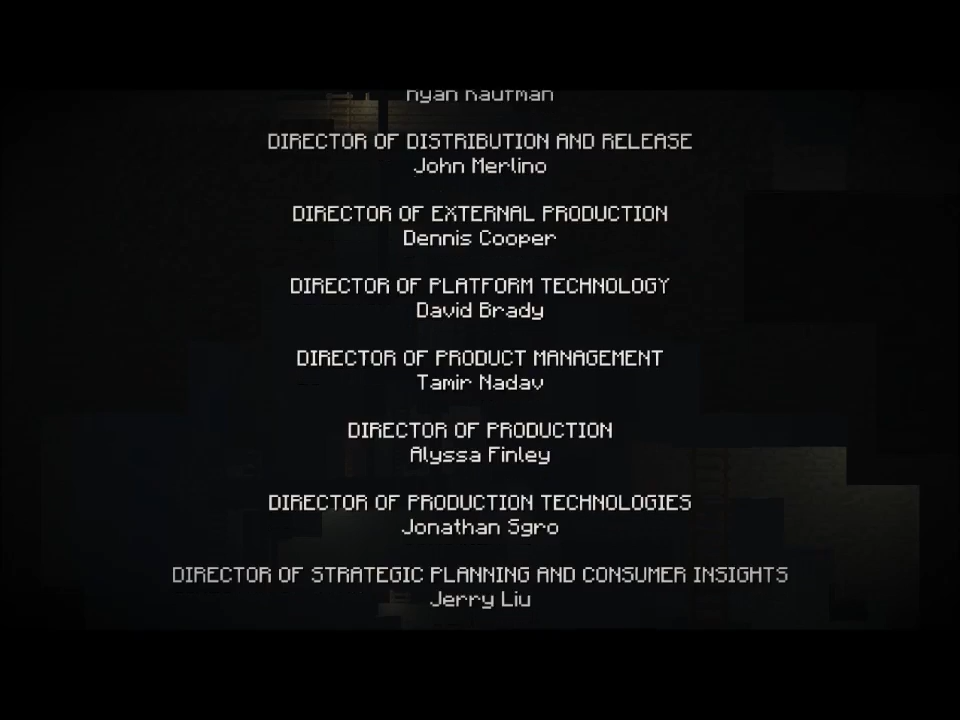 Ryan Kaufman
DIRECTOR OF DISTRIBUTION AND RELEASE
John Merlino
DIRECTOR OF EXTERNAL PRODUCTION
Dennis Cooper
DIRECTOR OF PLATFORM TECHNOLOGY
David Brady
DIRECTOR OF PRODUCT MANAGEMENT
Tamir Nadav
DIRECTOR OF PRODUCTION
Alyssa Finley
DIRECTOR OF PRODUCTION TECHNOLOGIES
Jonathan Sgro
DIRECTOR OF STRATEGIC PLANNING AND CONSUMER INSIGHTS
Jerry Liu